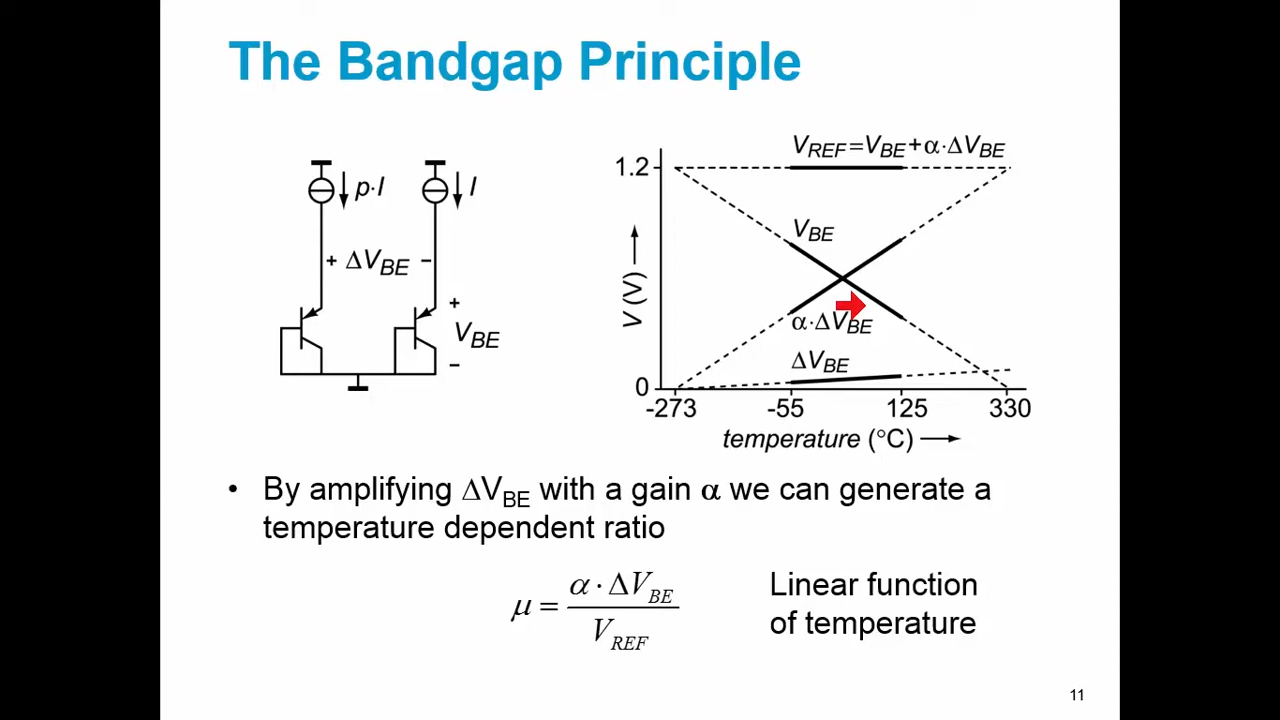 The Bandgap Principle
p·I
I
+ ΔV_BE −
+
V_BE
−
V_REF=V_BE+α·ΔV_BE
1.2
V_BE
V (V)
α·ΔV_BE
ΔV_BE
0
-273 -55 125 330
temperature (°C)
• By amplifying ΔV_BE with a gain α we can generate a
temperature dependent ratio
μ = α · ΔV_BE / V_REF
Linear function
of temperature
11